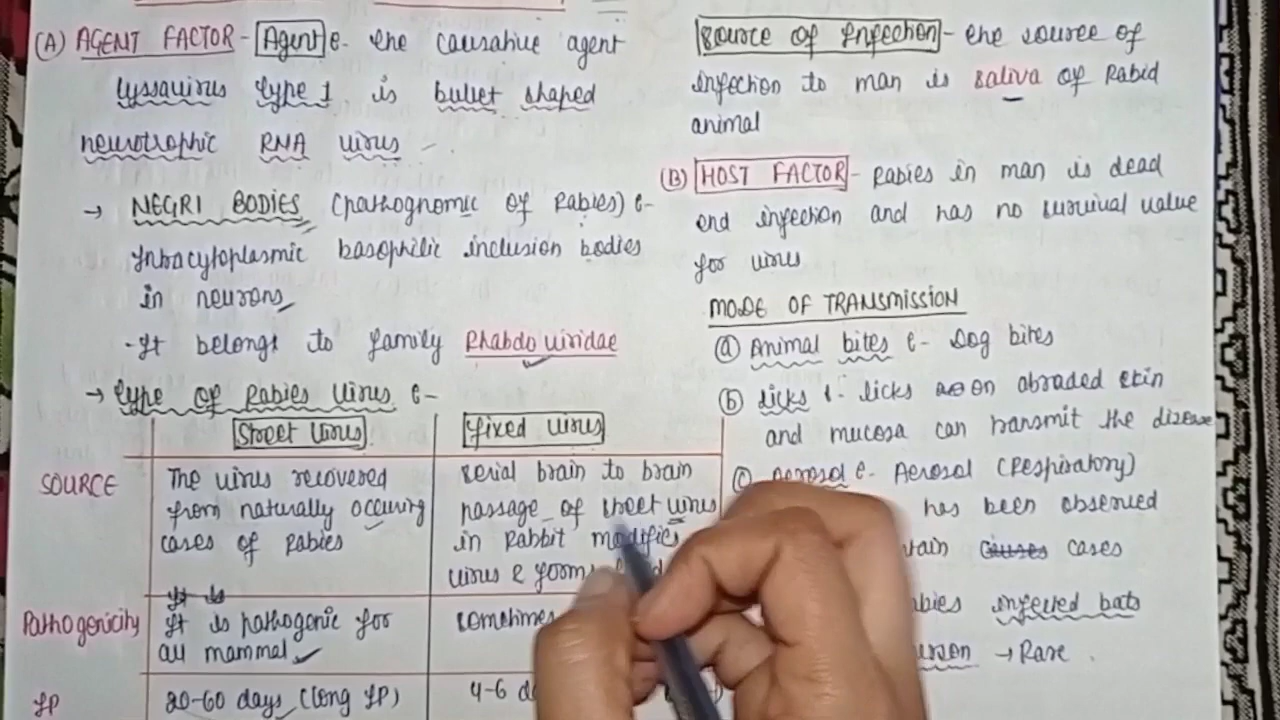 (A) AGENT FACTOR - Agent :- the causative agent
lyssavirus type 1 is bullet shaped
neurotrophic RNA virus
→ NEGRI BODIES (pathognomic of Rabies) :-
Intracytoplasmic basophilic inclusion bodies
in neurons
- It belongs to family Rhabdoviridae
→ type of Rabies Virus :-
Street Virus
Fixed Virus
SOURCE
The virus recovered
from naturally occuring
cases of Rabies
serial brain to brain
passage of street virus
in Rabbit modifies
virus & forms
Pathogenicity
It is
It is pathogenic for
all mammal
sometimes
IP
20-60 days (long IP)
4-6 d
Source of Infection - the source of
infection to man is saliva of Rabid
animal
(B) HOST FACTOR - Rabies in man is dead
end infection and has no survival value
for virus
MODE OF TRANSMISSION
(a) Animal bites :- Dog bites
(b) licks :- licks on abraded skin
and mucosa can transmit the disease
(c) Aerosol :- Aerosol (Respiratory)
has been observed
causes cases
infected bats
→ Rare